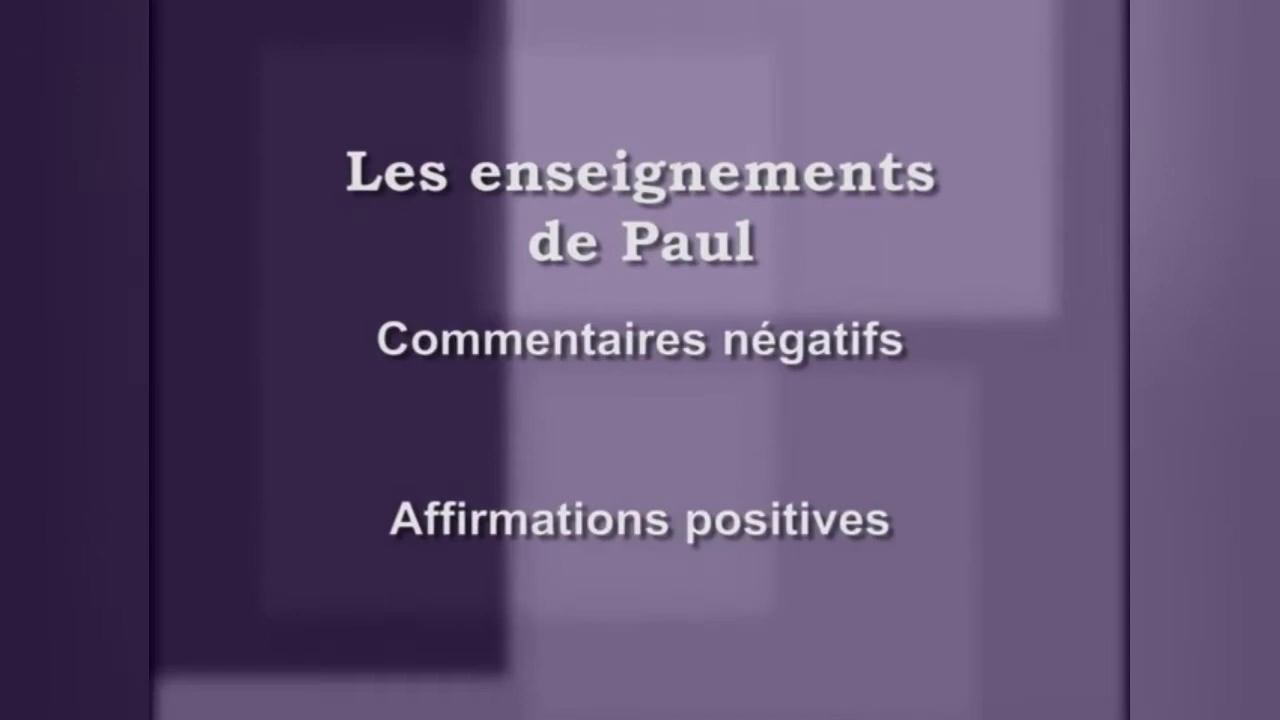 Les enseignements
de Paul
Commentaires négatifs
Affirmations positives